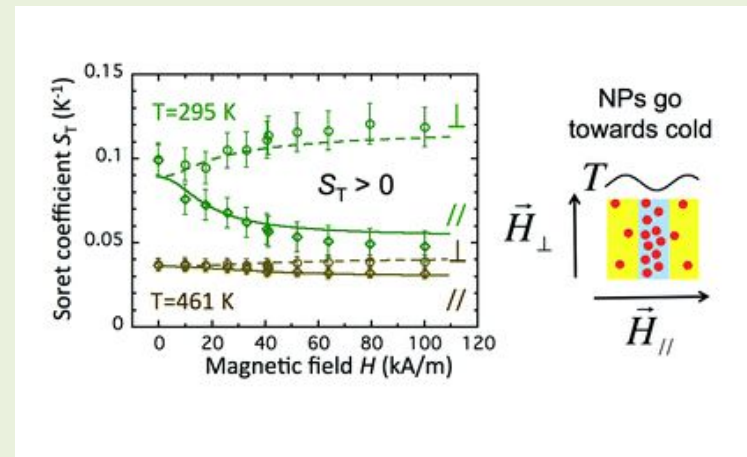 Soret coefficient S_T (K⁻¹)
0.15
0.1
0.05
0
T=295 K
⊥
S_T > 0
//
⊥
T=461 K
//
0 20 40 60 80 100 120
Magnetic field H (kA/m)
NPs go
towards cold
T
H⃗⊥
H⃗//